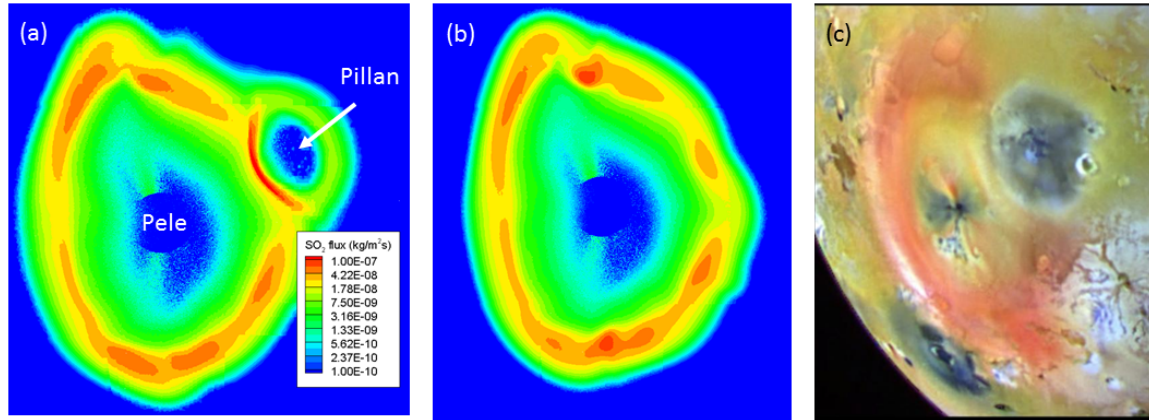 (a)
Pillan
Pele
SO2 flux (kg/m²s)
1.00E-07
4.22E-08
1.78E-08
7.50E-09
3.16E-09
1.33E-09
5.62E-10
2.37E-10
1.00E-10
(b)
(c)